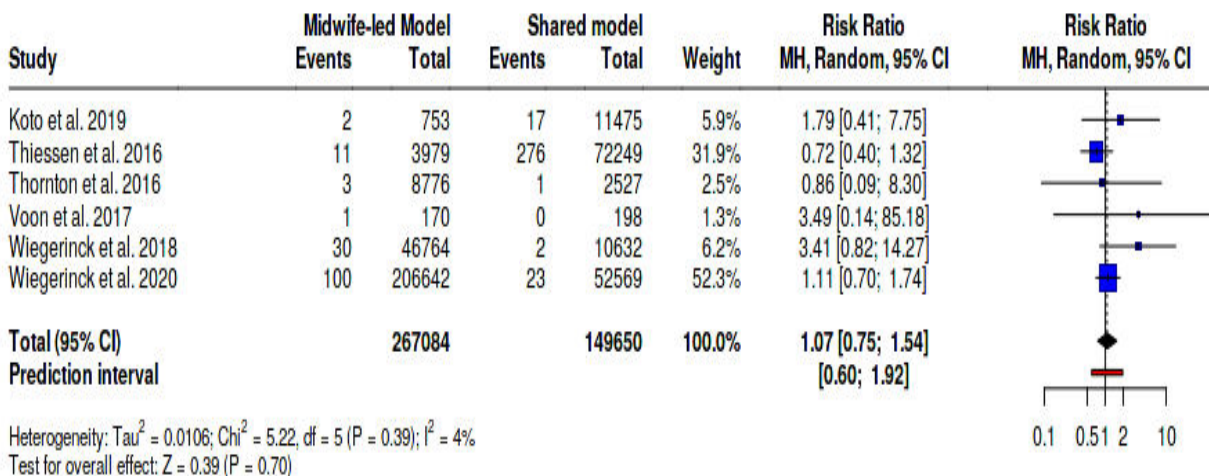 Midwife-led Model Shared model Risk Ratio Risk Ratio
Study Events Total Events Total Weight MH, Random, 95% CI MH, Random, 95% CI
Koto et al. 2019 2 753 17 11475 5.9% 1.79 [0.41; 7.75]
Thiessen et al. 2016 11 3979 276 72249 31.9% 0.72 [0.40; 1.32]
Thornton et al. 2016 3 8776 1 2527 2.5% 0.86 [0.09; 8.30]
Voon et al. 2017 1 170 0 198 1.3% 3.49 [0.14; 85.18]
Wiegerinck et al. 2018 30 46764 2 10632 6.2% 3.41 [0.82; 14.27]
Wiegerinck et al. 2020 100 206642 23 52569 52.3% 1.11 [0.70; 1.74]
Total (95% CI) 267084 149650 100.0% 1.07 [0.75; 1.54]
Prediction interval [0.60; 1.92]
Heterogeneity: Tau² = 0.0106; Chi² = 5.22, df = 5 (P = 0.39); I² = 4%
0.1 0.5 1 2 10
Test for overall effect: Z = 0.39 (P = 0.70)